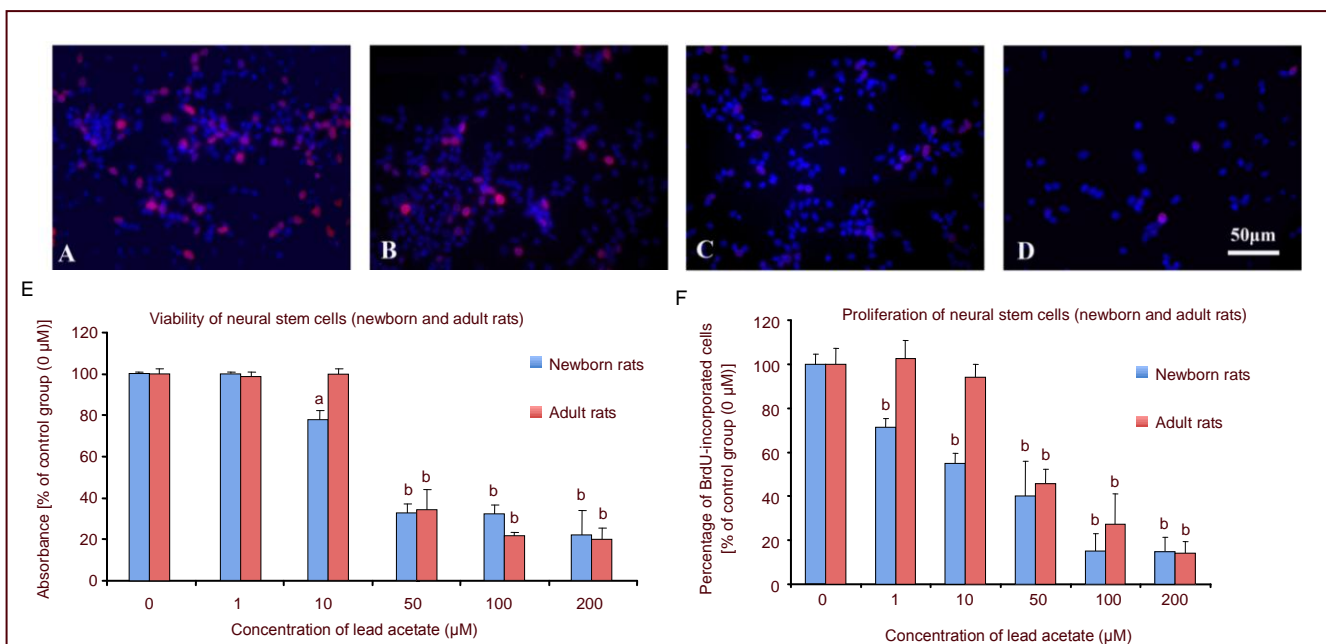 A
B
C
D
50µm
E
Viability of neural stem cells (newborn and adult rats)
Absorbance [% of control group (0 µM)]
120
100
80
60
40
20
0
Newborn rats
Adult rats
a
b
b
b
b
b
b
0
1
10
50
100
200
Concentration of lead acetate (µM)
F
Proliferation of neural stem cells (newborn and adult rats)
Percentage of BrdU-incorporated cells
[% of control group (0 µM)]
120
100
80
60
40
20
0
Newborn rats
Adult rats
b
b
b
b
b
b
b
b
0
1
10
50
100
200
Concentration of lead acetate (µM)